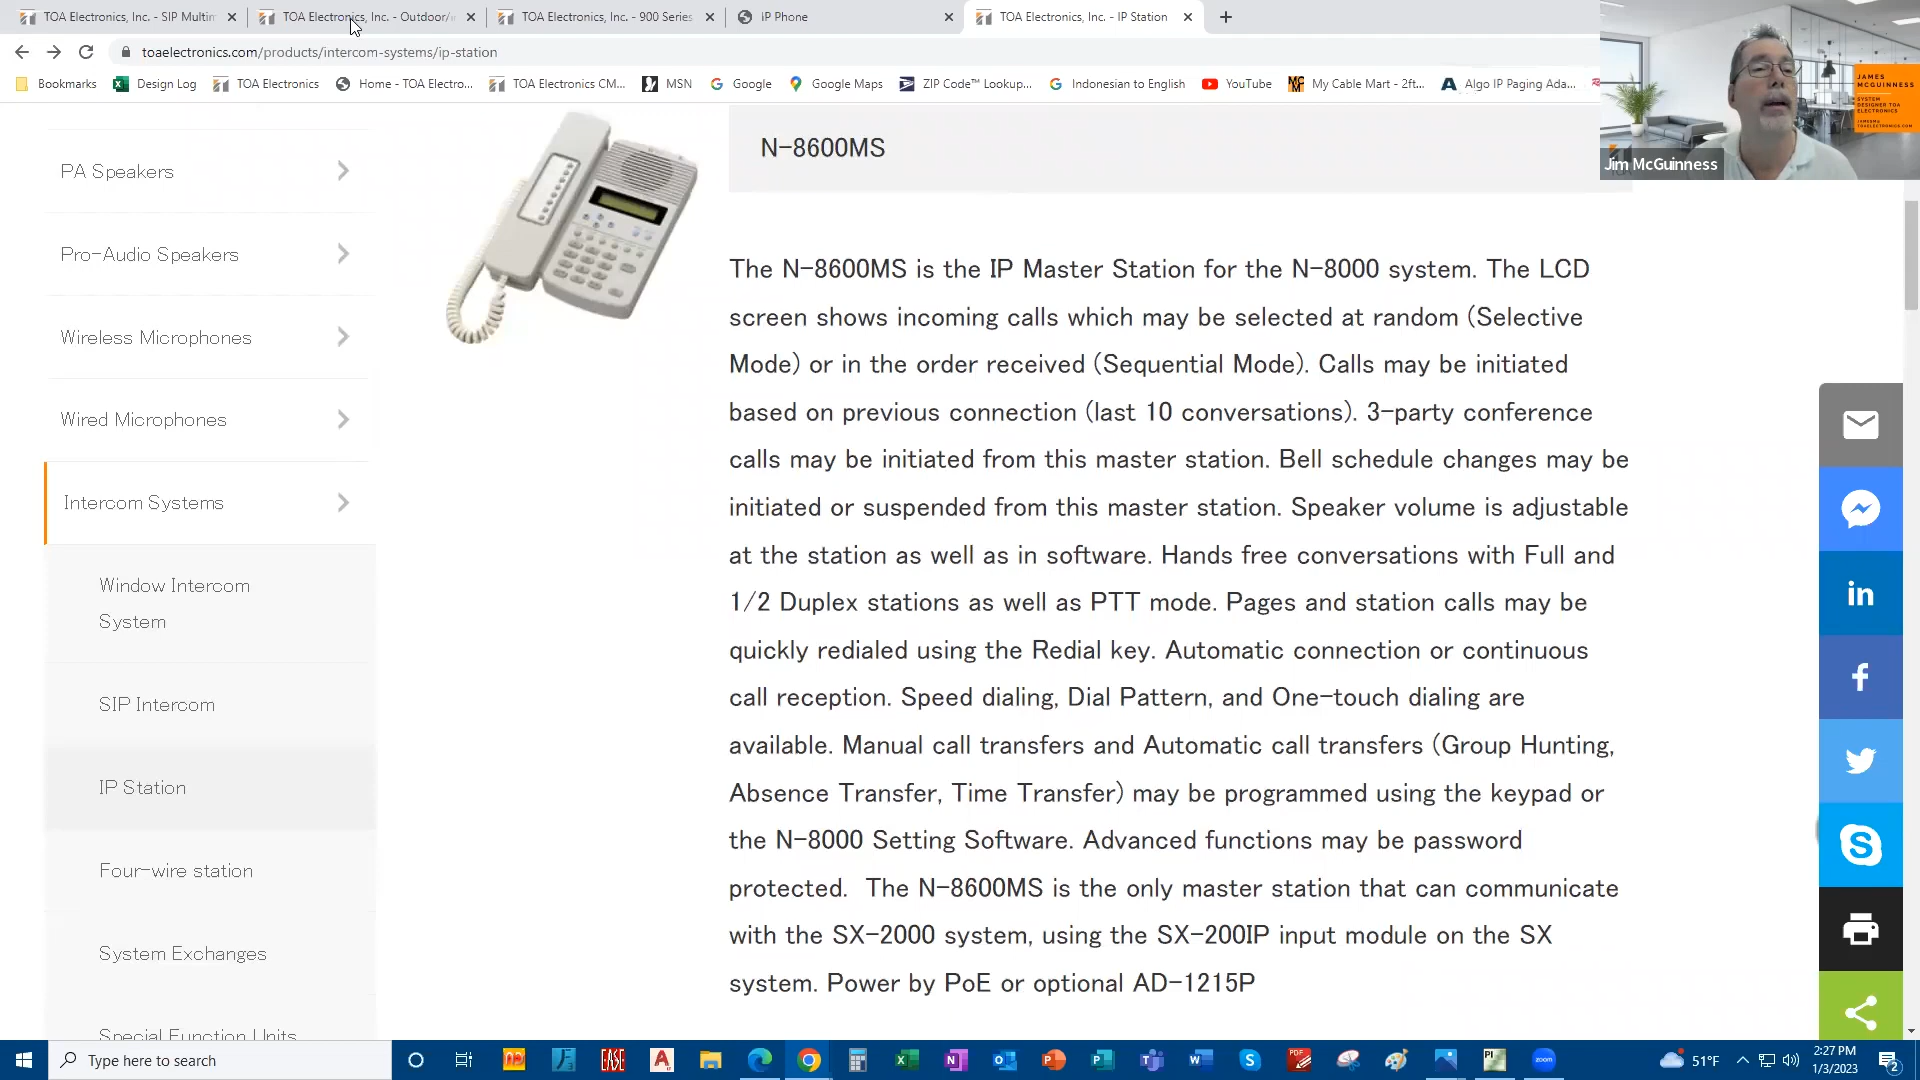 TOA Electronics, Inc. - SIP Multim
TOA Electronics, Inc. - Outdoor/i
TOA Electronics, Inc. - 900 Series
IP Phone
TOA Electronics, Inc. - IP Station
toaelectronics.com/products/intercom-systems/ip-station
Bookmarks
Design Log
TOA Electronics
Home - TOA Electro...
TOA Electronics CM...
MSN
Google
Google Maps
ZIP Code™ Lookup...
Indonesian to English
YouTube
My Cable Mart - 2ft...
Algo IP Paging Ada...
JAMES
MCGUINNESS
SYSTEM
DESIGNER TOA
ELECTRONICS
Jim McGuinness
PA Speakers
Pro-Audio Speakers
Wireless Microphones
Wired Microphones
Intercom Systems
Window Intercom
System
SIP Intercom
IP Station
Four-wire station
System Exchanges
Special Function Units
N-8600MS
The N-8600MS is the IP Master Station for the N-8000 system. The LCD
screen shows incoming calls which may be selected at random (Selective
Mode) or in the order received (Sequential Mode). Calls may be initiated
based on previous connection (last 10 conversations). 3-party conference
calls may be initiated from this master station. Bell schedule changes may be
initiated or suspended from this master station. Speaker volume is adjustable
at the station as well as in software. Hands free conversations with Full and
1/2 Duplex stations as well as PTT mode. Pages and station calls may be
quickly redialed using the Redial key. Automatic connection or continuous
call reception. Speed dialing, Dial Pattern, and One-touch dialing are
available. Manual call transfers and Automatic call transfers (Group Hunting,
Absence Transfer, Time Transfer) may be programmed using the keypad or
the N-8000 Setting Software. Advanced functions may be password
protected.  The N-8600MS is the only master station that can communicate
with the SX-2000 system, using the SX-200IP input module on the SX
system. Power by PoE or optional AD-1215P
Type here to search
51°F
2:27 PM
1/3/2023
2